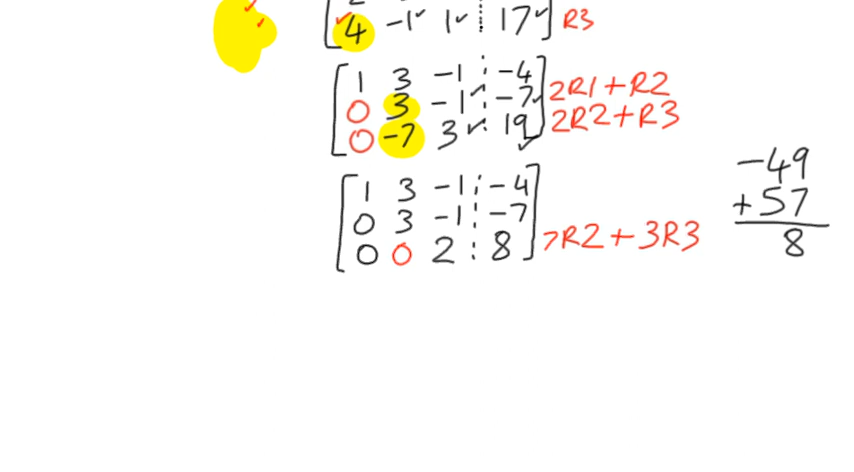 4 -1 1 17 R3
1 3 -1 -4
0 3 -1 -7 2R1+R2
0 -7 3 19 2R2+R3
1 3 -1 -4
0 3 -1 -7
0 0 2 8 7R2+3R3
-49
+57
8